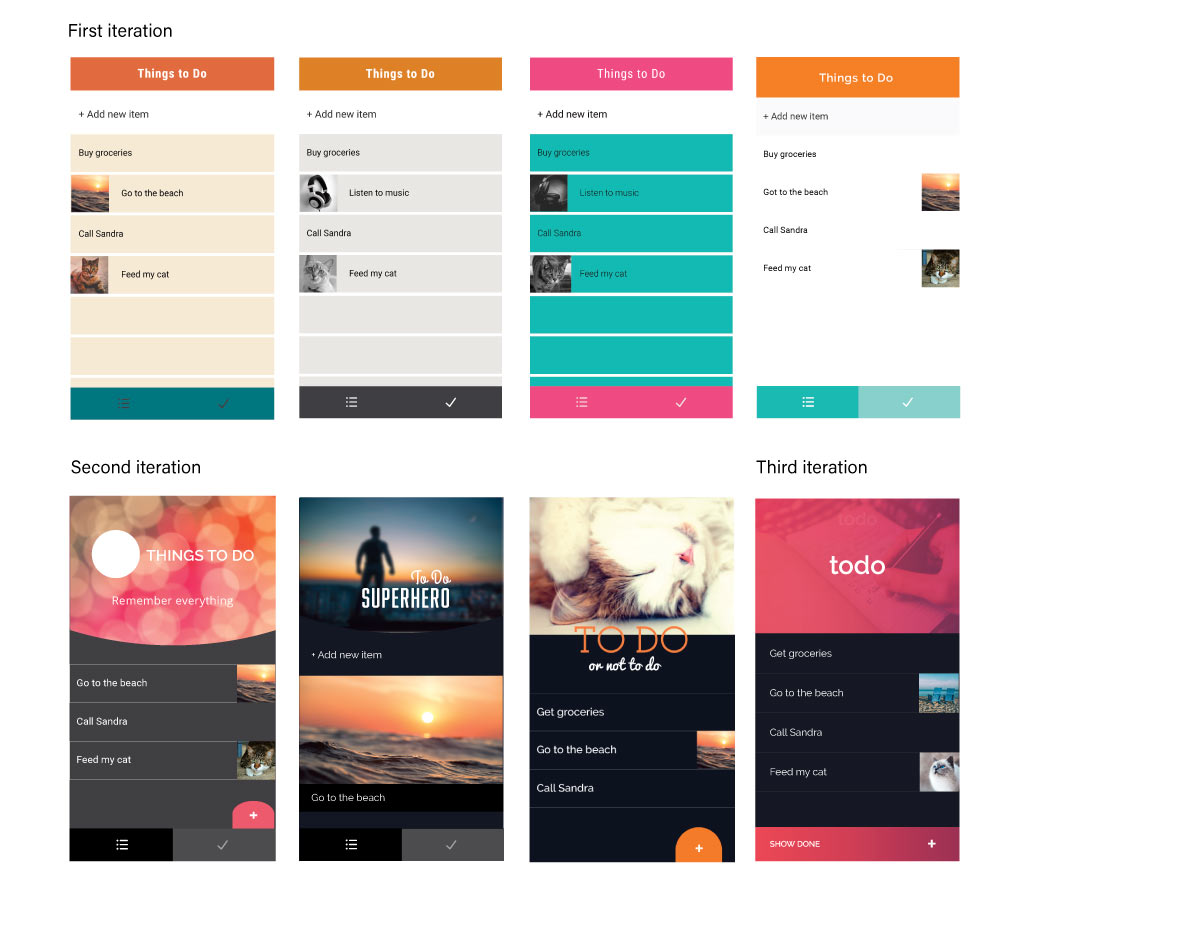 First iteration
Things to Do
+ Add new item
Buy groceries
Go to the beach
Call Sandra
Feed my cat
Things to Do
+ Add new item
Buy groceries
Listen to music
Call Sandra
Feed my cat
Things to Do
+ Add new item
Buy groceries
Listen to music
Call Sandra
Feed my cat
Things to Do
+ Add new item
Buy groceries
Got to the beach
Call Sandra
Feed my cat
Second iteration
THINGS TO DO
Remember everything
Go to the beach
Call Sandra
Feed my cat
+
To Do
SUPERHERO
+ Add new item
Go to the beach
TO DO
or not to do
Get groceries
Go to the beach
Call Sandra
+
Third iteration
todo
todo
Get groceries
Go to the beach
Call Sandra
Feed my cat
SHOW DONE +